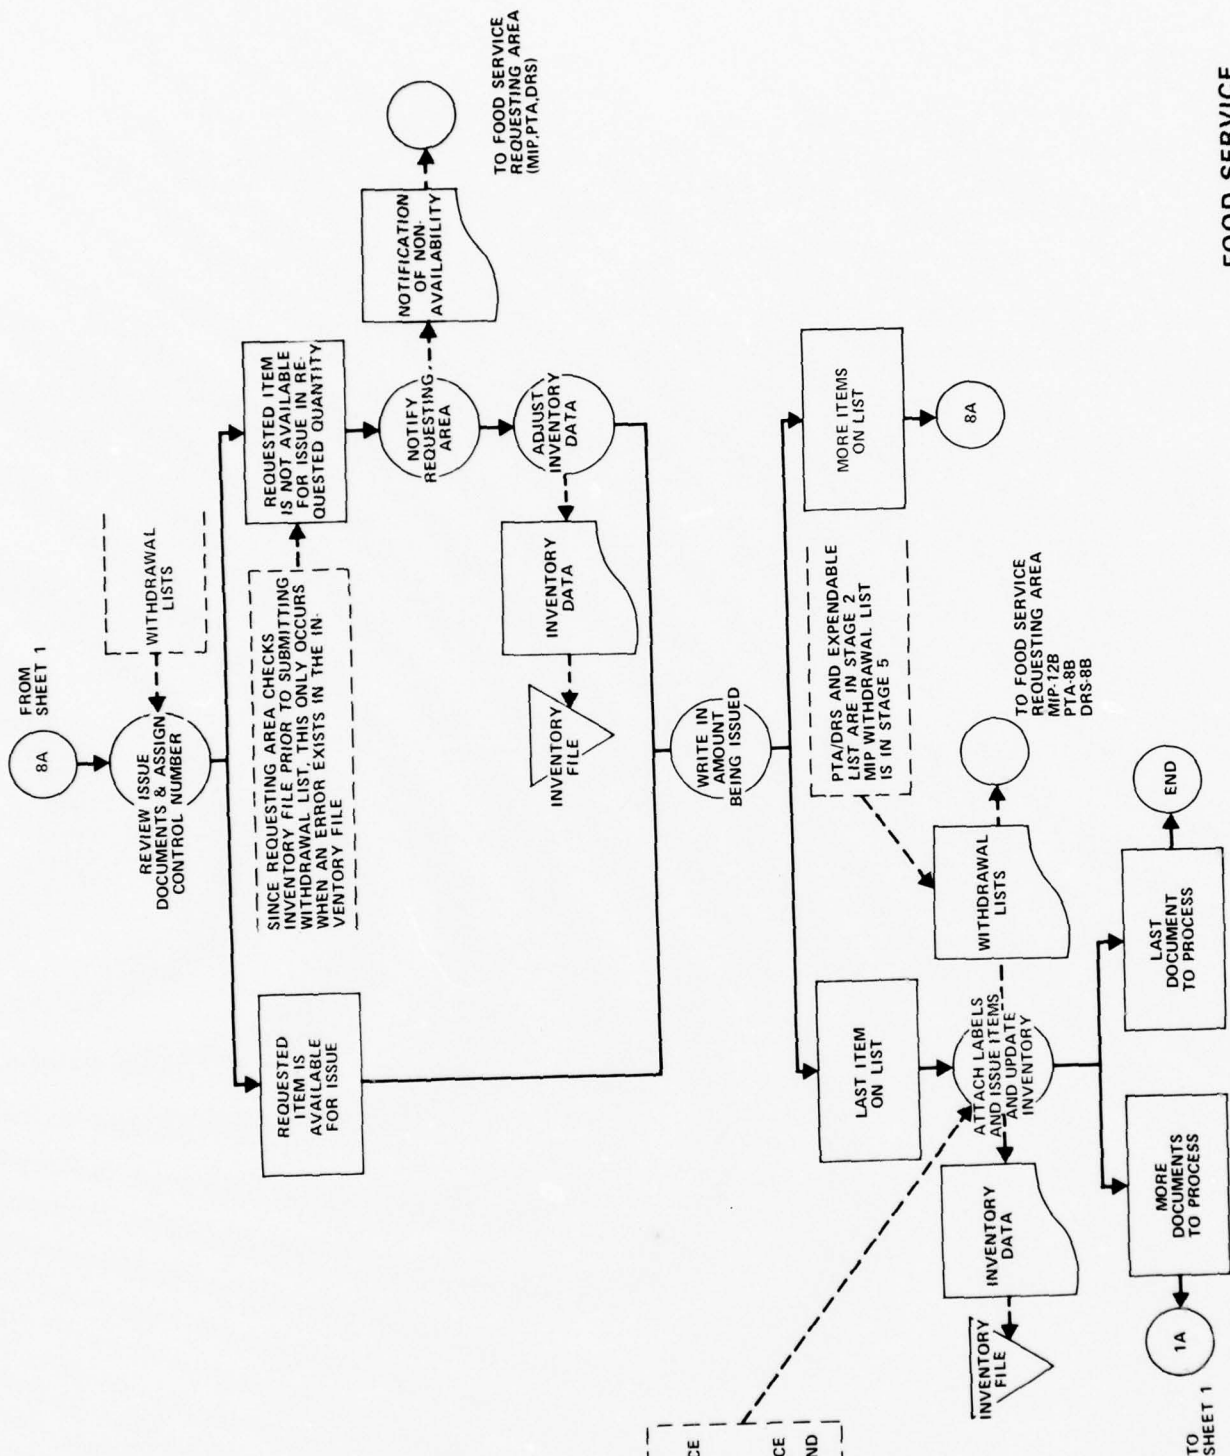 8A
FROM
SHEET 1
REVIEW ISSUE
DOCUMENTS & ASSIGN
CONTROL NUMBER
WITHDRAWAL
LISTS
REQUESTED
ITEM IS
AVAILABLE
FOR ISSUE
SINCE REQUESTING AREA CHECKS
INVENTORY FILE PRIOR TO SUBMITTING
WITHDRAWAL LIST, THIS ONLY OCCURS
WHEN AN ERROR EXISTS IN THE IN-
VENTORY FILE
REQUESTED ITEM
IS NOT AVAILABLE
FOR ISSUE IN RE-
QUESTED QUANTITY
NOTIFY
REQUESTING
AREA
NOTIFICATION
OF NON-
AVAILABILITY
TO FOOD SERVICE
REQUESTING AREA
(MIP,PTA,DRS)
ADJUST
INVENTORY
DATA
INVENTORY
DATA
INVENTORY
FILE
WRITE IN
AMOUNT
BEING ISSUED
LAST ITEM
ON LIST
PTA/DRS AND EXPENDABLE
LIST ARE IN STAGE 2
MIP WITHDRAWAL LIST
IS IN STAGE 5
MORE ITEMS
ON LIST
8A
CE
CE
ND
ATTACH LABELS
AND ISSUE ITEMS
AND UPDATE
INVENTORY
WITHDRAWAL
LISTS
TO FOOD SERVICE
REQUESTING AREA
MIP-12B
PTA-8B
DRS-8B
INVENTORY
DATA
INVENTORY
FILE
MORE
DOCUMENTS
TO PROCESS
LAST
DOCUMENT
TO PROCESS
END
1A
TO
SHEET 1
FOOD SERVICE